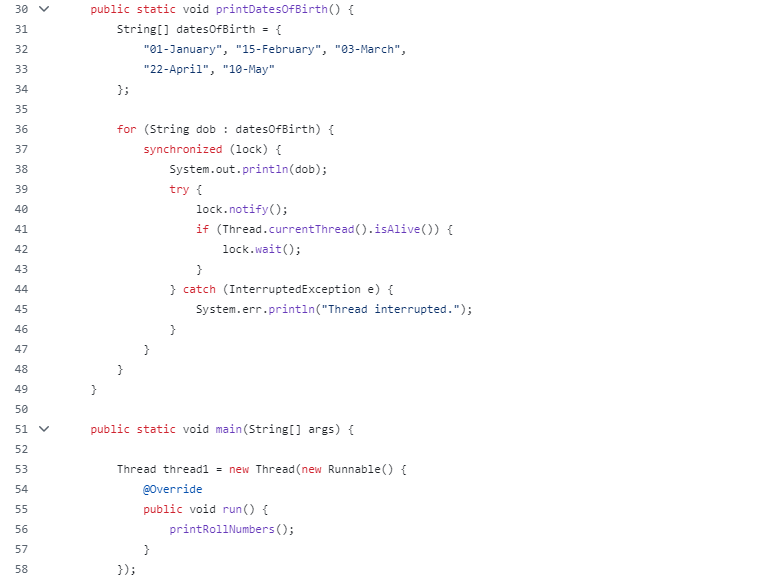 30 public static void printDatesOfBirth() {
31 String[] datesOfBirth = {
32 "01-January", "15-February", "03-March",
33 "22-April", "10-May"
34 };
35
36 for (String dob : datesOfBirth) {
37 synchronized (lock) {
38 System.out.println(dob);
39 try {
40 lock.notify();
41 if (Thread.currentThread().isAlive()) {
42 lock.wait();
43 }
44 } catch (InterruptedException e) {
45 System.err.println("Thread interrupted.");
46 }
47 }
48 }
49 }
50
51 public static void main(String[] args) {
52
53 Thread thread1 = new Thread(new Runnable() {
54 @Override
55 public void run() {
56 printRollNumbers();
57 }
58 });